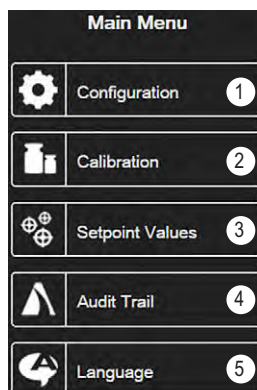 Main Menu
Configuration 1
Calibration 2
Setpoint Values 3
Audit Trail 4
Language 5